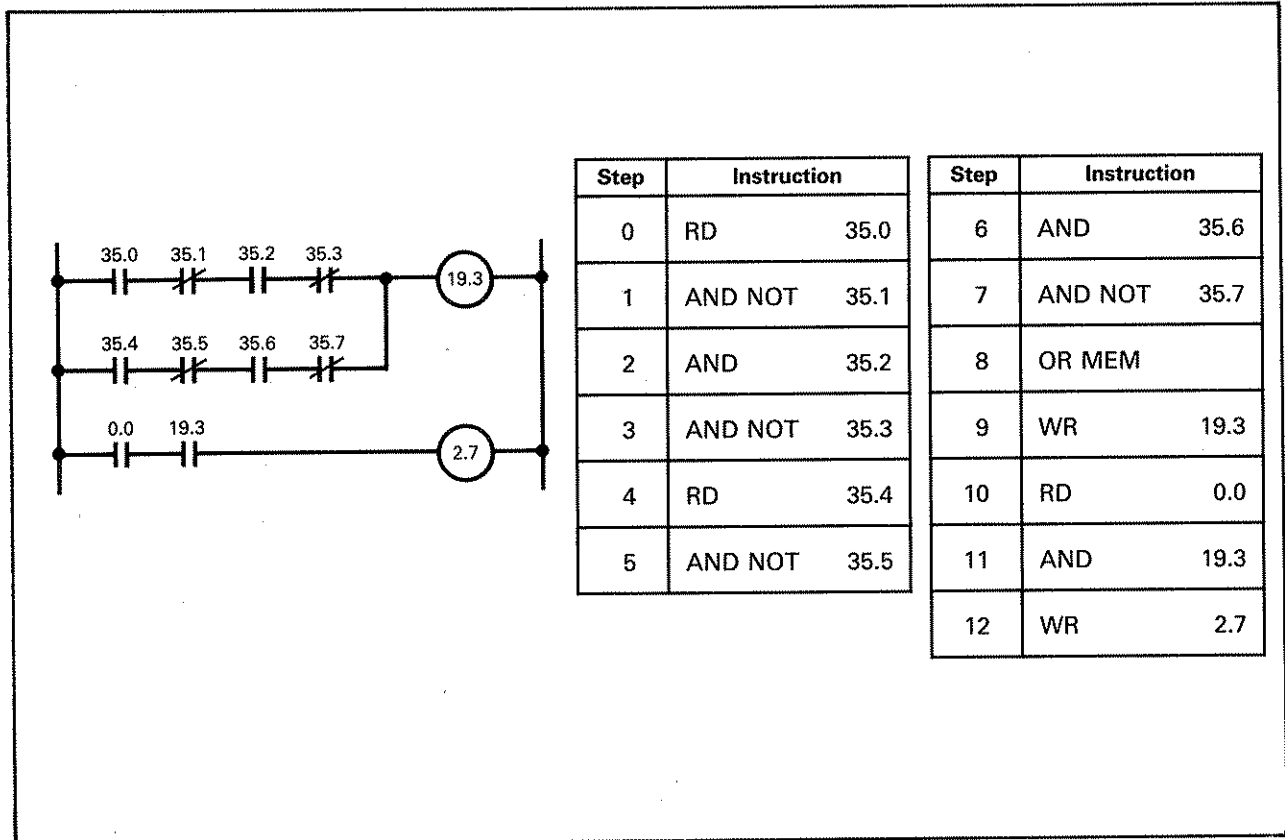 35.0 35.1 35.2 35.3
19.3
35.4 35.5 35.6 35.7
0.0 19.3
2.7
Step Instruction
0 RD 35.0
1 AND NOT 35.1
2 AND 35.2
3 AND NOT 35.3
4 RD 35.4
5 AND NOT 35.5
Step Instruction
6 AND 35.6
7 AND NOT 35.7
8 OR MEM
9 WR 19.3
10 RD 0.0
11 AND 19.3
12 WR 2.7